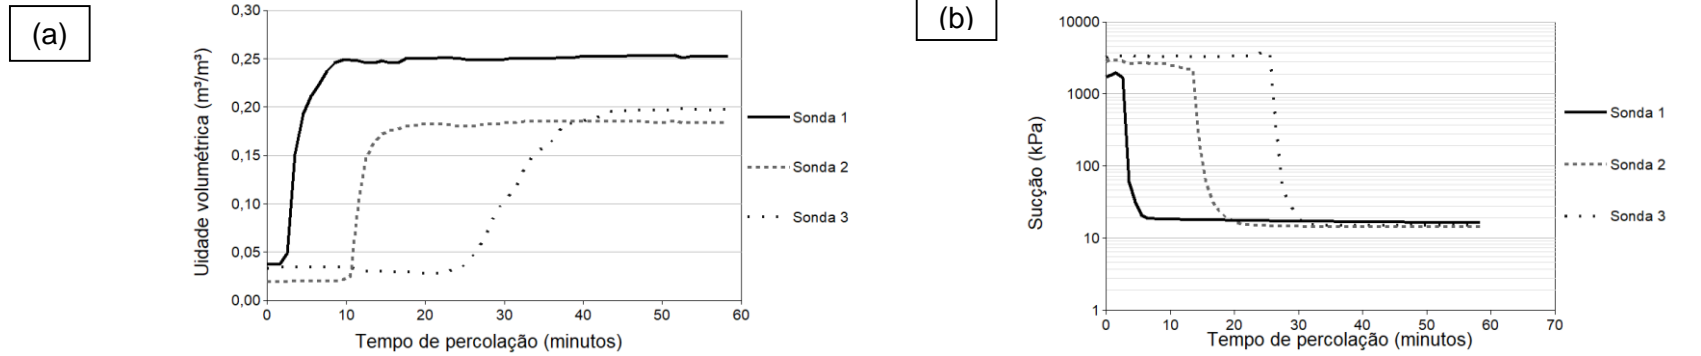 (a)
0,30
0,25
0,20
0,15
0,10
0,05
0,00
Uidade volumétrica (m³/m³)
0 10 20 30 40 50 60
Tempo de percolação (minutos)
Sonda 1
Sonda 2
Sonda 3
(b)
10000
1000
100
10
1
Sucção (kPa)
0 10 20 30 40 50 60 70
Tempo de percolação (minutos)
Sonda 1
Sonda 2
Sonda 3